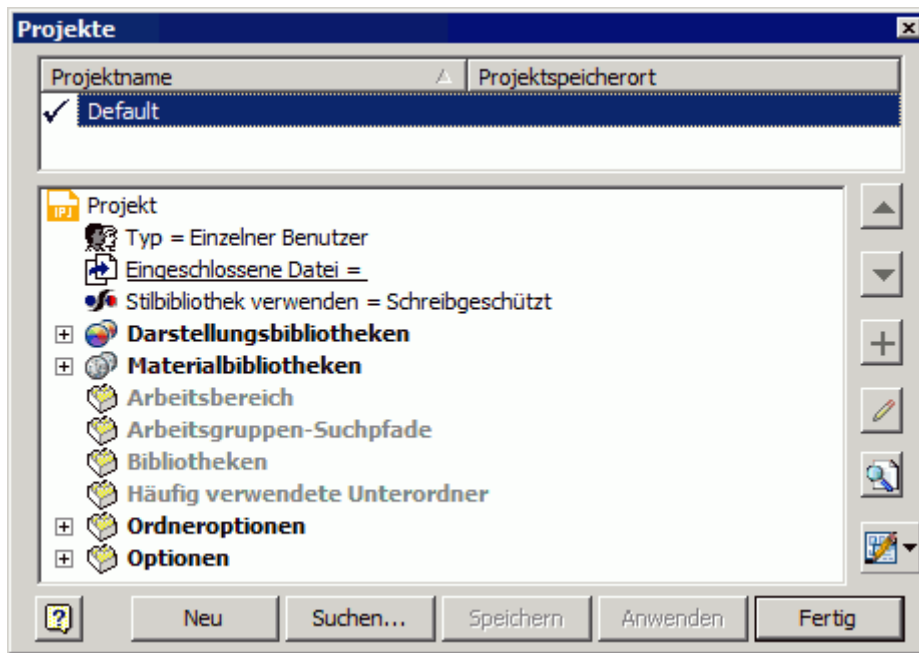 Projekte
Projektname Projektspeicherort
Default
IPJ Projekt
Typ = Einzelner Benutzer
Eingeschlossene Datei =
Stilbibliothek verwenden = Schreibgeschützt
Darstellungsbibliotheken
Materialbibliotheken
Arbeitsbereich
Arbeitsgruppen-Suchpfade
Bibliotheken
Häufig verwendete Unterordner
Ordneroptionen
Optionen
Neu Suchen... Speichern Anwenden Fertig